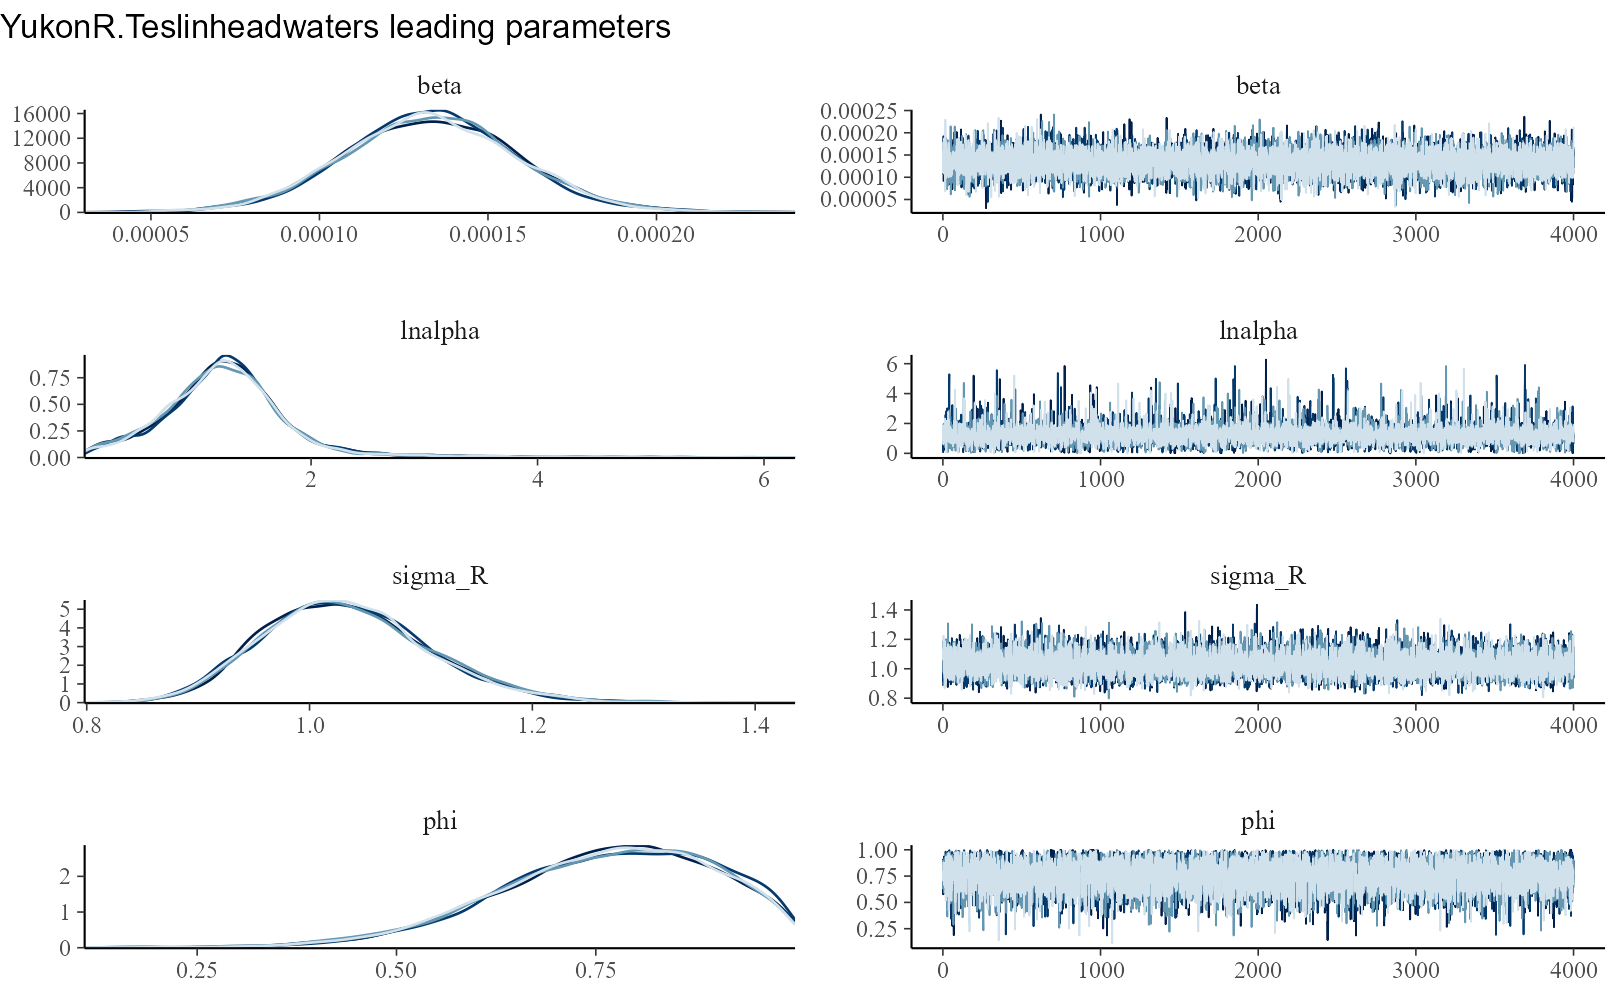 YukonR.Teslinheadwaters leading parameters
beta
16000
12000
8000
4000
0
0.00005 0.00010 0.00015 0.00020
beta
0.00025
0.00020
0.00015
0.00010
0.00005
0 1000 2000 3000 4000
lnalpha
0.75
0.50
0.25
0.00
2 4 6
lnalpha
6
4
2
0
0 1000 2000 3000 4000
sigma_R
5
4
3
2
1
0
0.8 1.0 1.2 1.4
sigma_R
1.4
1.2
1.0
0.8
0 1000 2000 3000 4000
phi
2
1
0
0.25 0.50 0.75
phi
1.00
0.75
0.50
0.25
0 1000 2000 3000 4000